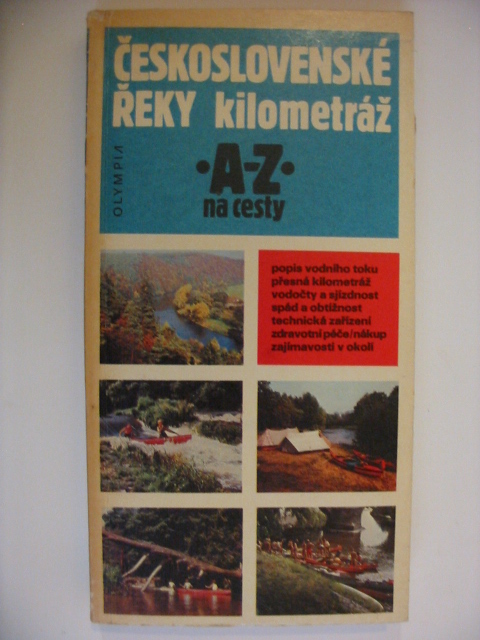 ČESKOSLOVENSKÉ
ŘEKY kilometráž
•A-Z•
na cesty
OLYMPIA
popis vodního toku
přesná kilometráž
vodočty a sjízdnost
spád a obtížnost
technická zařízení
zdravotní péče/nákup
zajímavosti v okolí